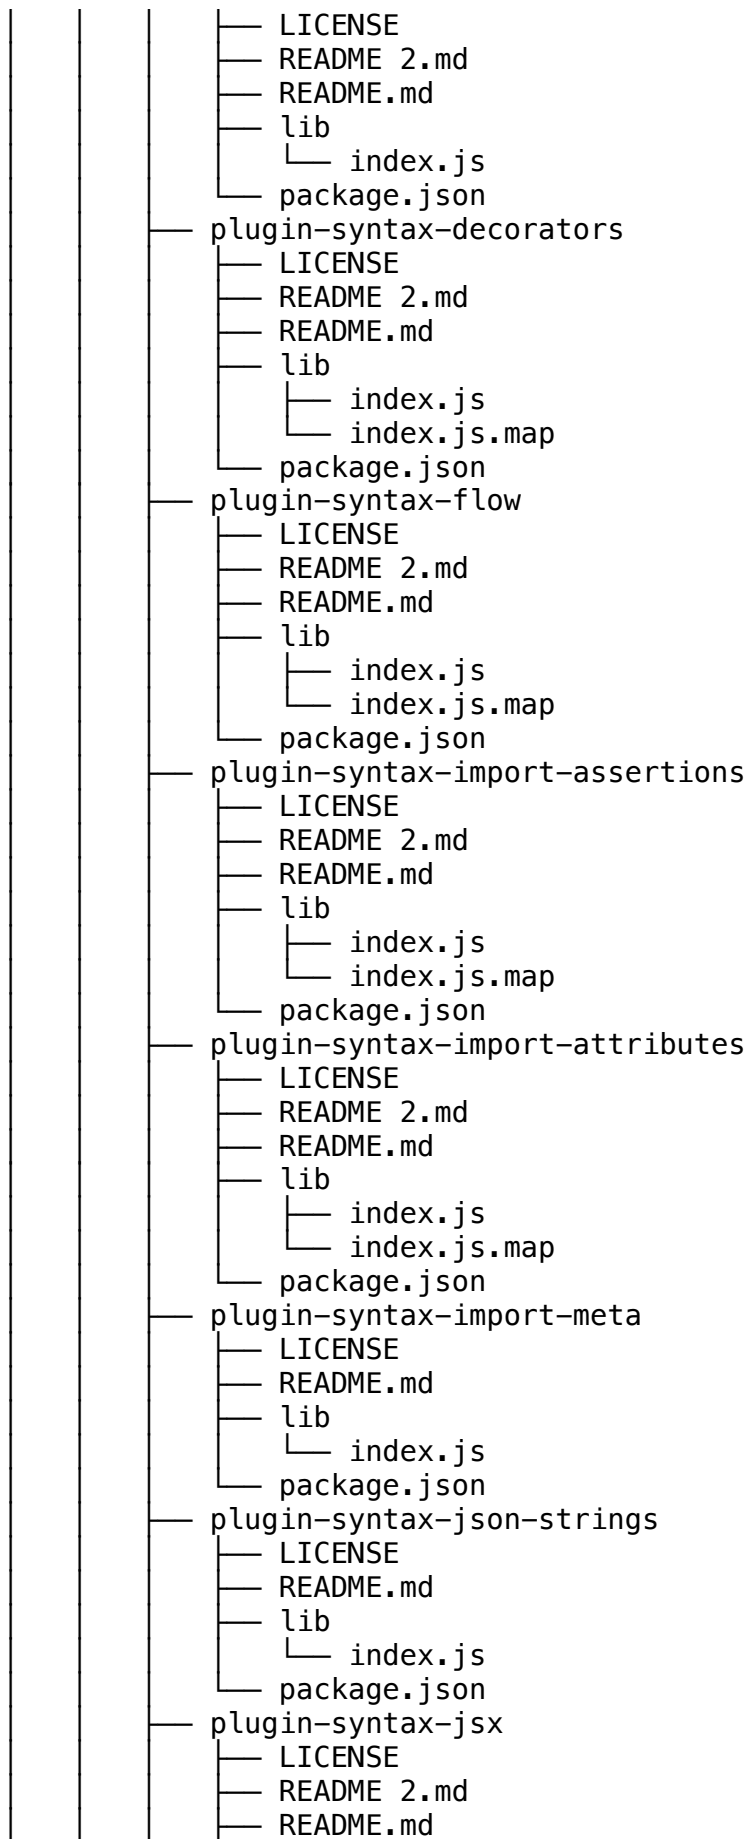 │   │   │   ├── LICENSE
│   │   │   ├── README 2.md
│   │   │   ├── README.md
│   │   │   ├── lib
│   │   │   │   └── index.js
│   │   │   └── package.json
│   │   ├── plugin-syntax-decorators
│   │   │   ├── LICENSE
│   │   │   ├── README 2.md
│   │   │   ├── README.md
│   │   │   ├── lib
│   │   │   │   ├── index.js
│   │   │   │   └── index.js.map
│   │   │   └── package.json
│   │   ├── plugin-syntax-flow
│   │   │   ├── LICENSE
│   │   │   ├── README 2.md
│   │   │   ├── README.md
│   │   │   ├── lib
│   │   │   │   ├── index.js
│   │   │   │   └── index.js.map
│   │   │   └── package.json
│   │   ├── plugin-syntax-import-assertions
│   │   │   ├── LICENSE
│   │   │   ├── README 2.md
│   │   │   ├── README.md
│   │   │   ├── lib
│   │   │   │   ├── index.js
│   │   │   │   └── index.js.map
│   │   │   └── package.json
│   │   ├── plugin-syntax-import-attributes
│   │   │   ├── LICENSE
│   │   │   ├── README 2.md
│   │   │   ├── README.md
│   │   │   ├── lib
│   │   │   │   ├── index.js
│   │   │   │   └── index.js.map
│   │   │   └── package.json
│   │   ├── plugin-syntax-import-meta
│   │   │   ├── LICENSE
│   │   │   ├── README.md
│   │   │   ├── lib
│   │   │   │   └── index.js
│   │   │   └── package.json
│   │   ├── plugin-syntax-json-strings
│   │   │   ├── LICENSE
│   │   │   ├── README.md
│   │   │   ├── lib
│   │   │   │   └── index.js
│   │   │   └── package.json
│   │   ├── plugin-syntax-jsx
│   │   │   ├── LICENSE
│   │   │   ├── README 2.md
│   │   │   ├── README.md